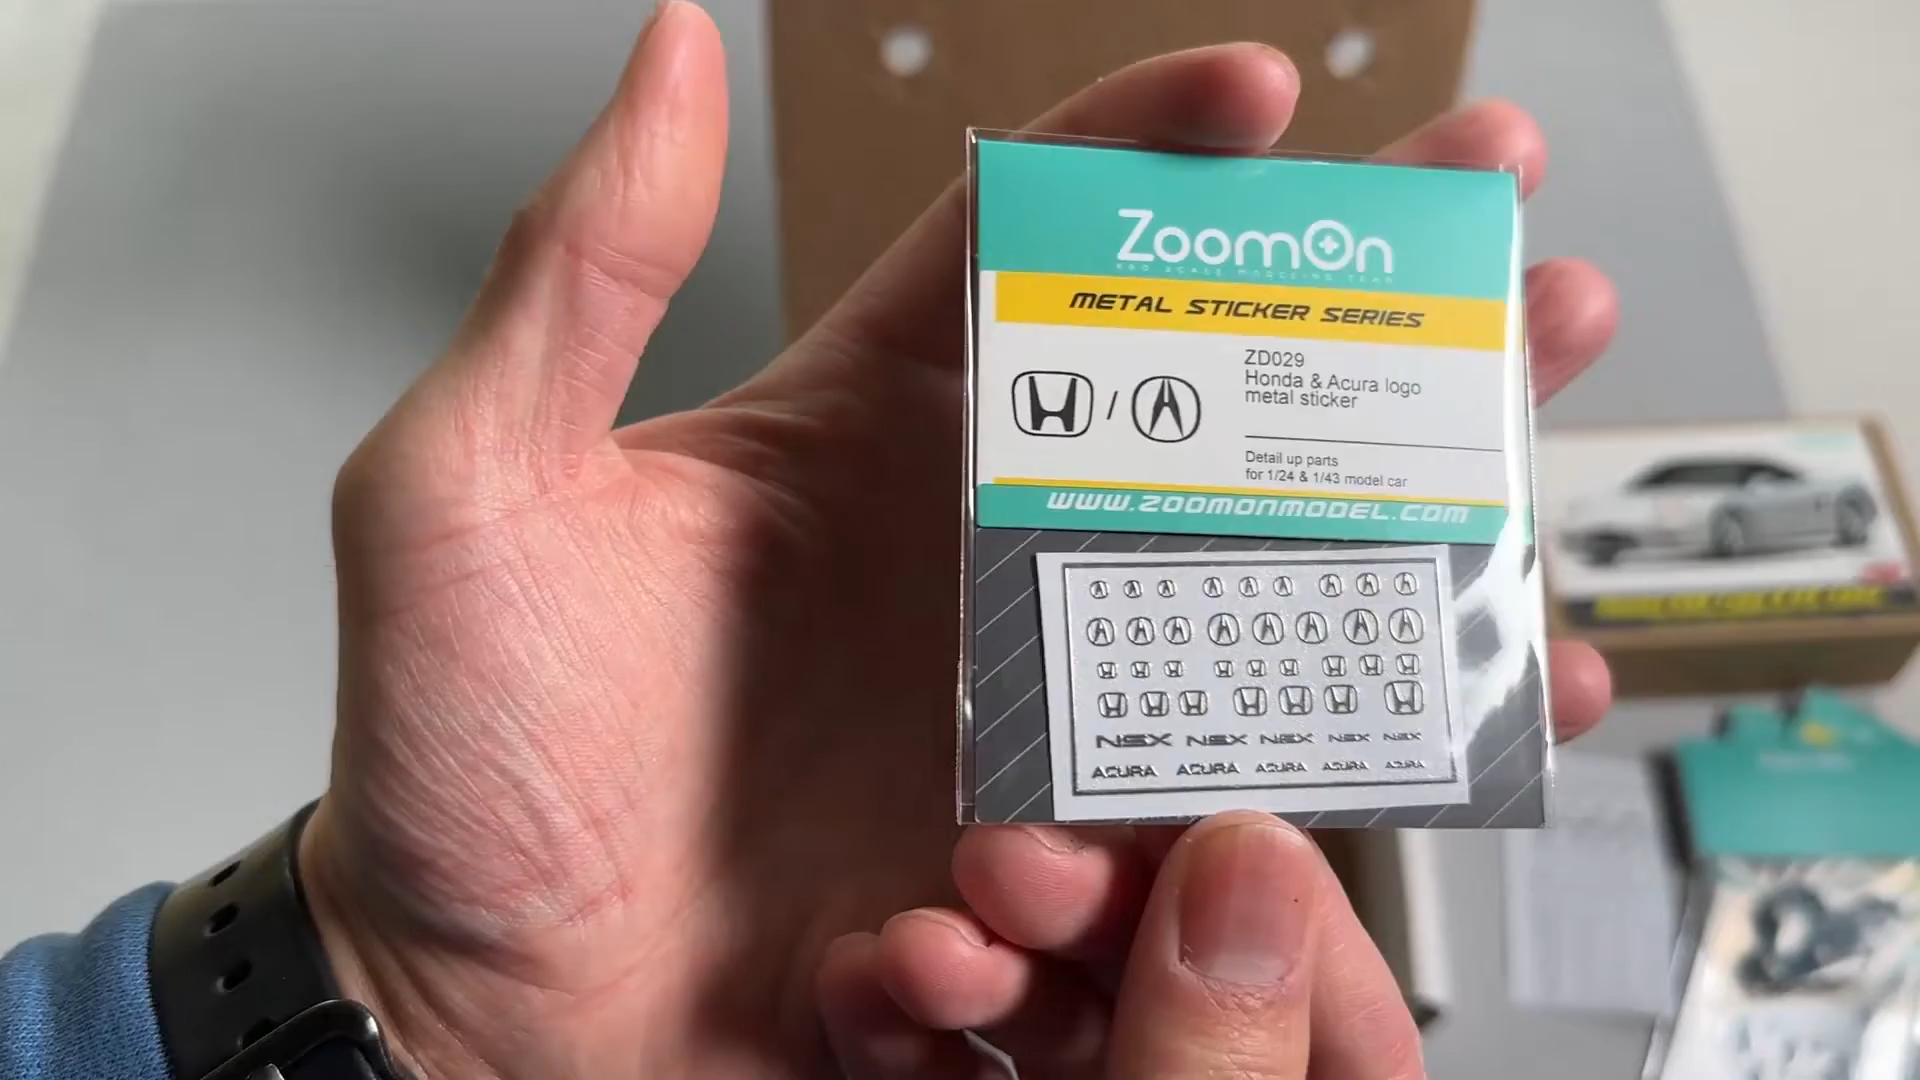 ZoomOn
METAL STICKER SERIES
ZD029
Honda & Acura logo
metal sticker
/
Detail up parts
for 1/24 & 1/43 model car
www.zoomonmodel.com
NSX NSX NSX NSX NSX
ACURA ACURA ACURA ACURA ACURA